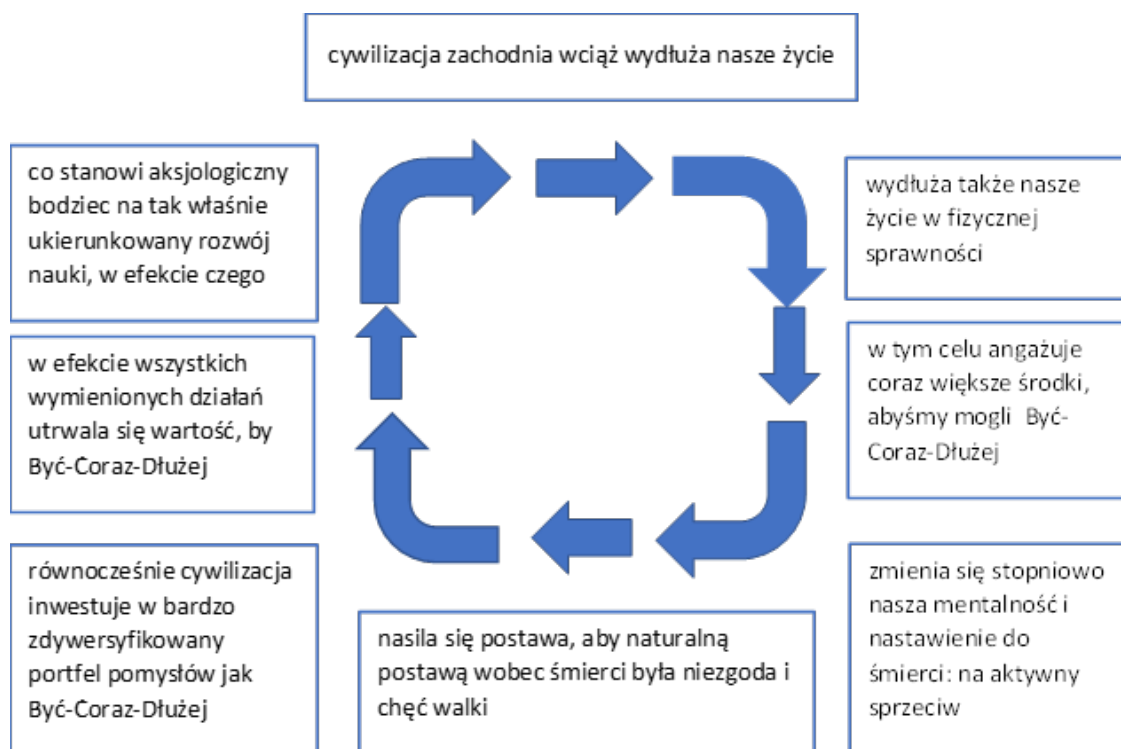 cywilizacja zachodnia wciąż wydłuża nasze życie
wydłuża także nasze
życie w fizycznej
sprawności
w tym celu angażuje
coraz większe środki,
abyśmy mogli Być-
Coraz-Dłużej
zmienia się stopniowo
nasza mentalność i
nastawienie do
śmierci: na aktywny
sprzeciw
nasila się postawa, aby naturalną
postawą wobec śmierci była niezgoda i
chęć walki
równocześnie cywilizacja
inwestuje w bardzo
zdywersyfikowany
portfel pomysłów jak
Być-Coraz-Dłużej
w efekcie wszystkich
wymienionych działań
utrwala się wartość, by
Być-Coraz-Dłużej
co stanowi aksjologiczny
bodziec na tak właśnie
ukierunkowany rozwój
nauki, w efekcie czego